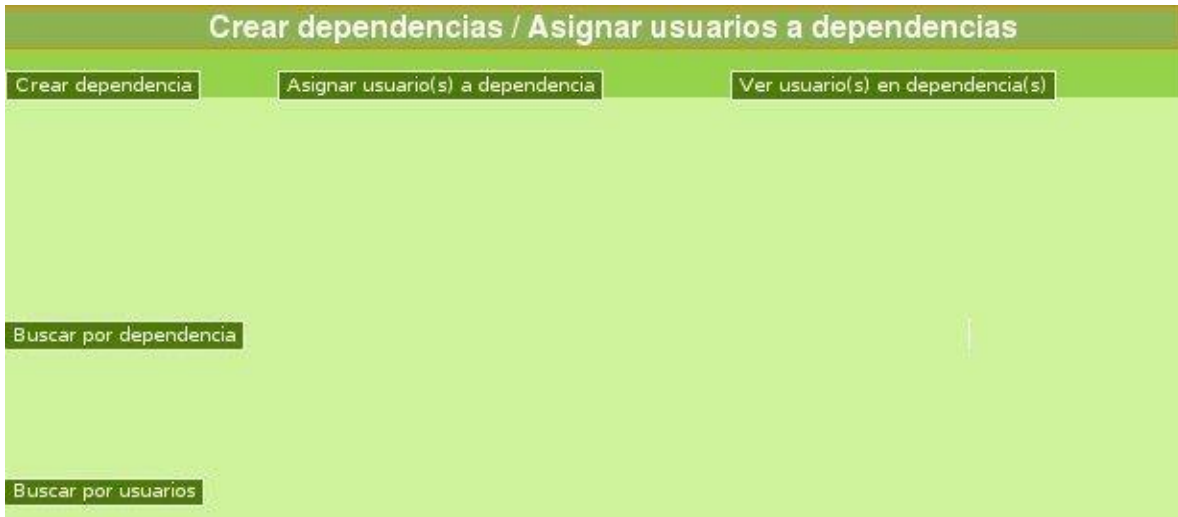 Crear dependencias / Asignar usuarios a dependencias
Crear dependencia Asignar usuario(s) a dependencia Ver usuario(s) en dependencia(s)
Buscar por dependencia
Buscar por usuarios